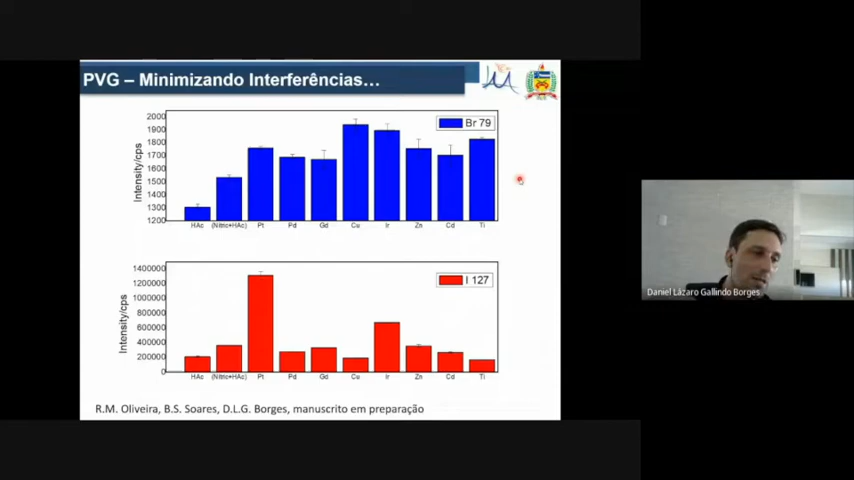 PVG – Minimizando Interferências...
2000
1900
1800
1700
1600
1500
1400
1300
1200
Intensity/cps
Br 79
HAc (Nitric+HAc) Pt Pd Gd Cu Ir Zn Cd Ti
1400000
1200000
1000000
800000
600000
400000
200000
0
Intensity/cps
I 127
HAc (Nitric+HAc) Pt Pd Gd Cu Ir Zn Cd Ti
R.M. Oliveira, B.S. Soares, D.L.G. Borges, manuscrito em preparação
Daniel Lázaro Gallindo Borges